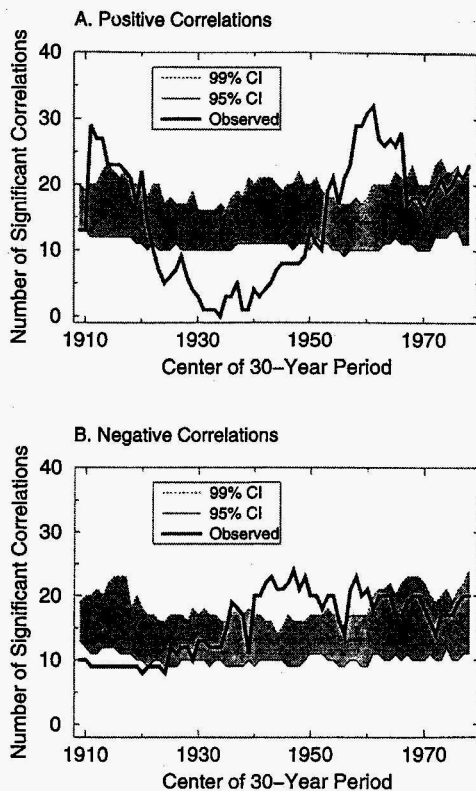 A. Positive Correlations
40
30
20
10
0
Number of Significant Correlations
99% CI
95% CI
Observed
1910
1930
1950
1970
Center of 30–Year Period
B. Negative Correlations
40
30
20
10
0
Number of Significant Correlations
99% CI
95% CI
Observed
1910
1930
1950
1970
Center of 30–Year Period